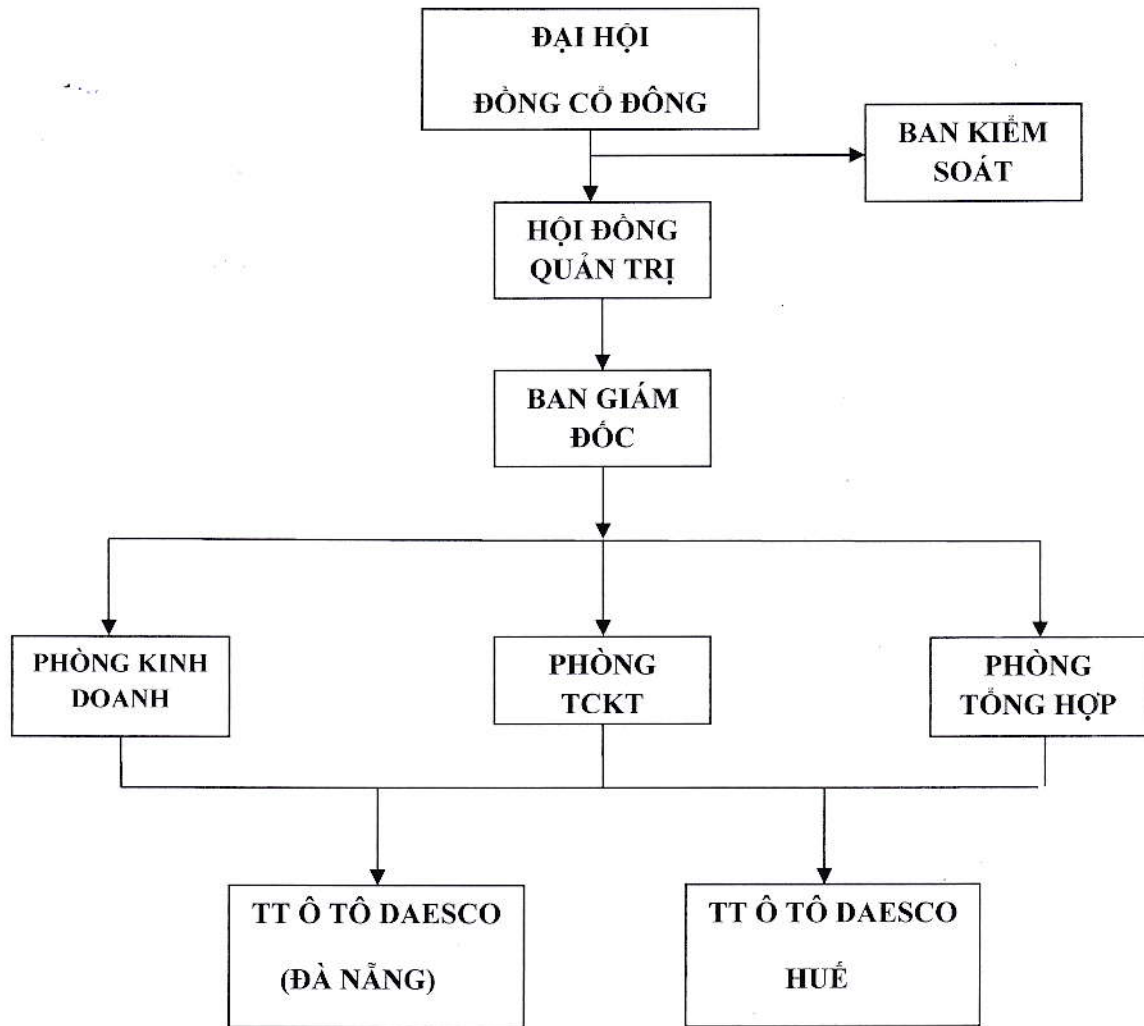 ĐẠI HỘI
ĐỒNG CỔ ĐÔNG
BAN KIỂM
SOÁT
HỘI ĐỒNG
QUẢN TRỊ
BAN GIÁM
ĐỐC
PHÒNG KINH
DOANH
PHÒNG
TCKT
PHÒNG
TỔNG HỢP
TT Ô TÔ DAESCO
(ĐÀ NẴNG)
TT Ô TÔ DAESCO
HUẾ